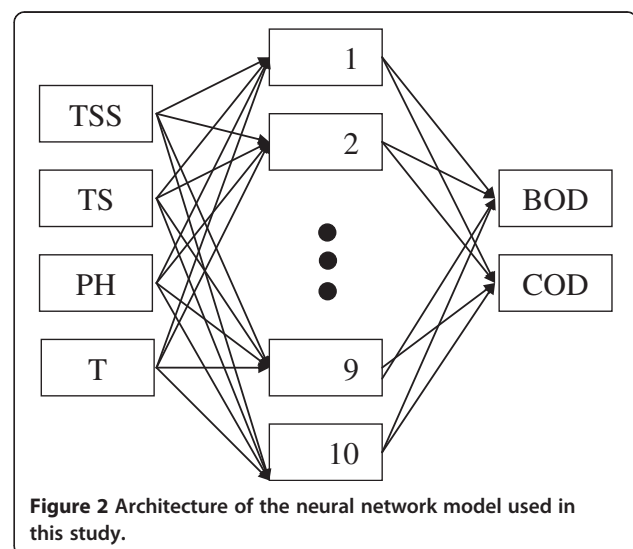 TSS
TS
PH
T
1
2
9
10
BOD
COD
Figure 2 Architecture of the neural network model used in
this study.